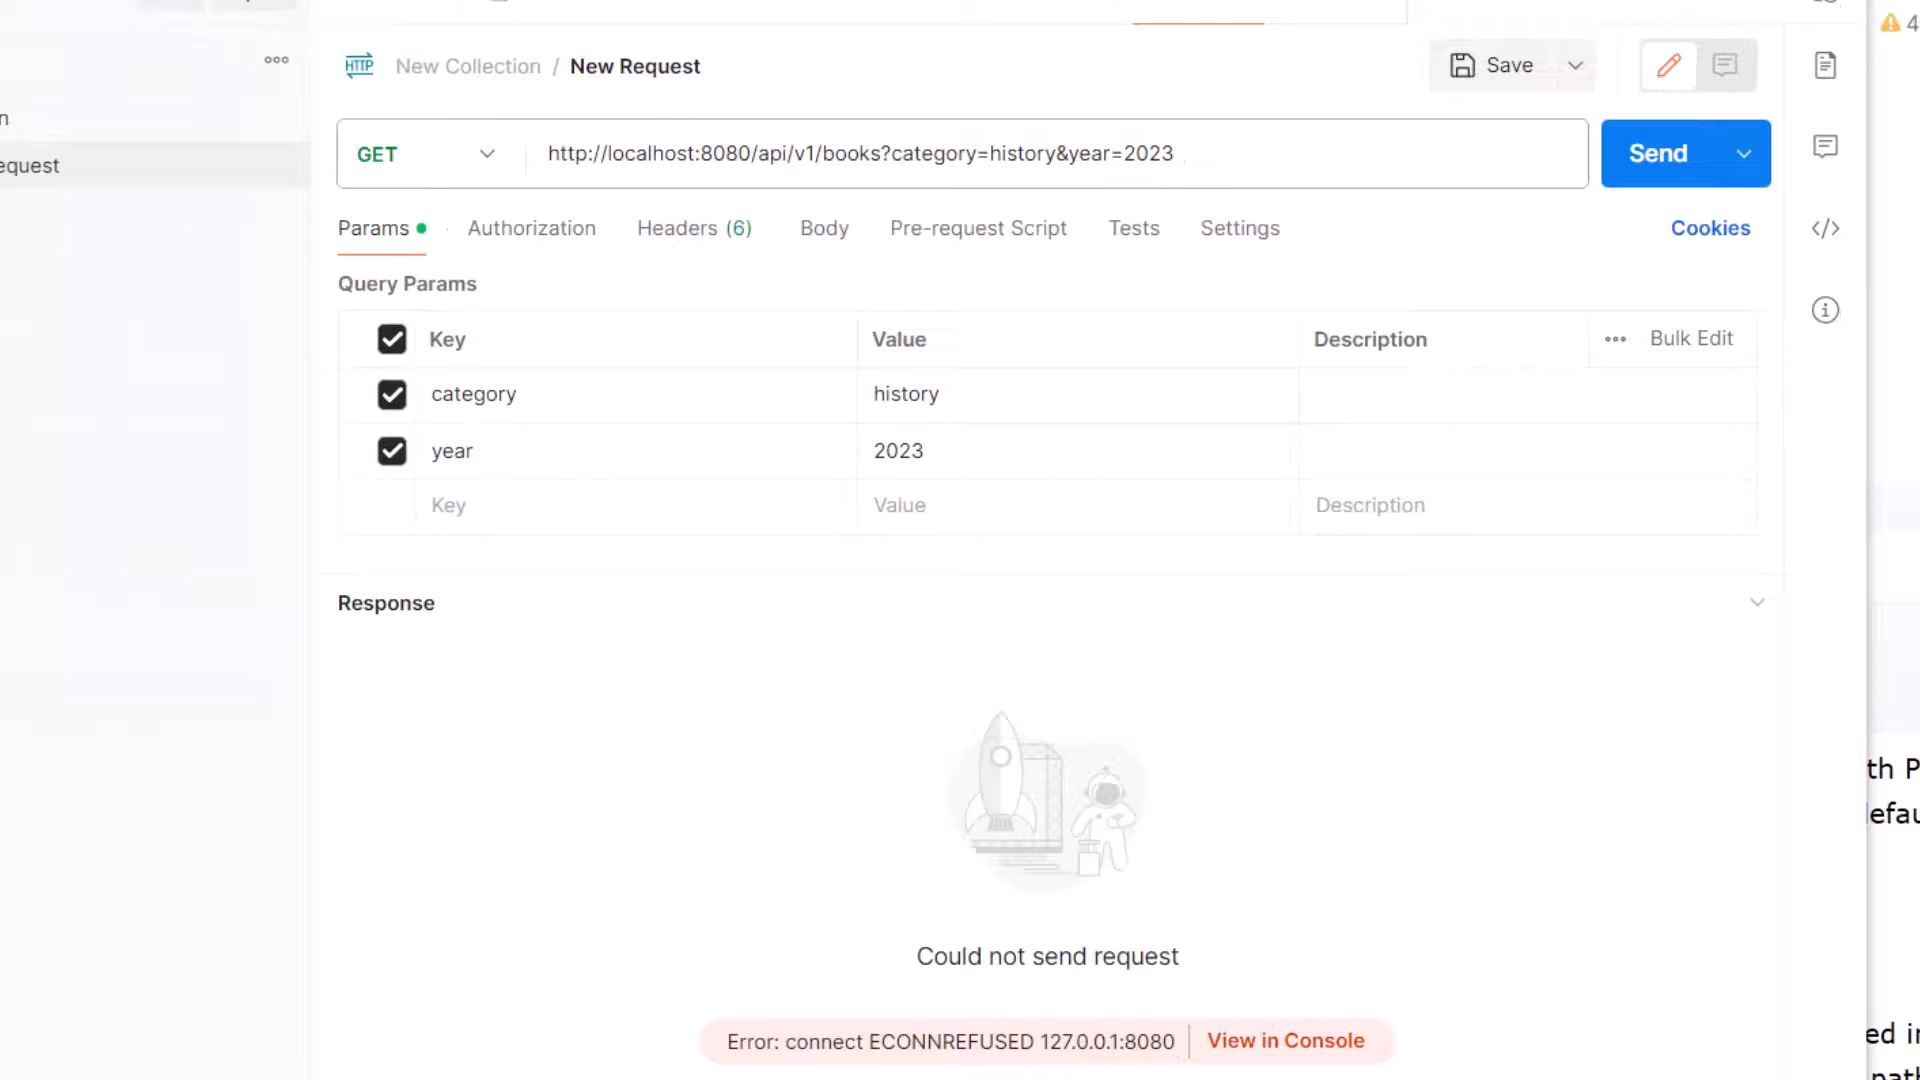 4
HTTP New Collection / New Request
Save
n
equest
GET
http://localhost:8080/api/v1/books?category=history&year=2023
Send
Params
Authorization
Headers (6)
Body
Pre-request Script
Tests
Settings
Cookies
Query Params
Key
Value
Description
Bulk Edit
category
history
year
2023
Key
Value
Description
Response
th P
defau
Could not send request
Error: connect ECONNREFUSED 127.0.0.1:8080
View in Console
ed in